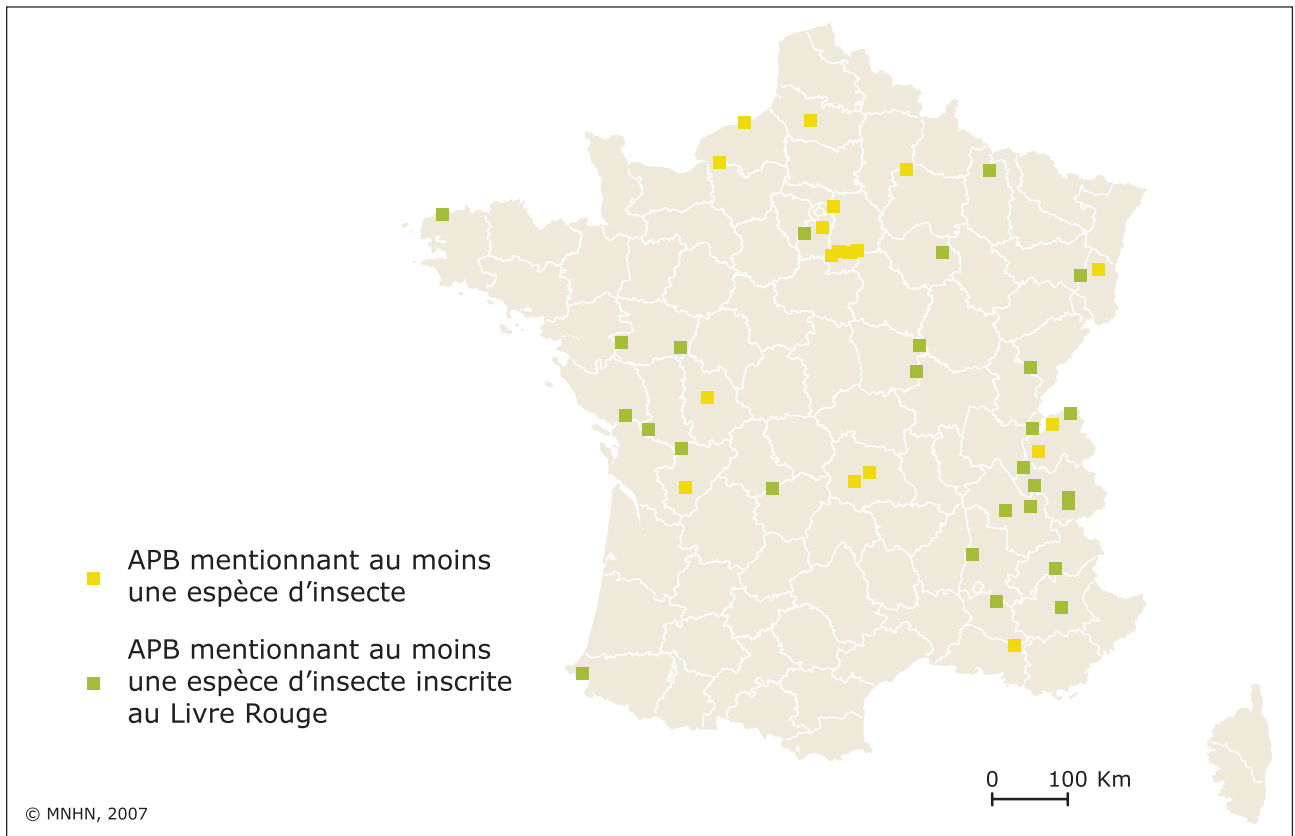 APB mentionnant au moins
une espèce d’insecte
APB mentionnant au moins
une espèce d’insecte inscrite
au Livre Rouge
0 100 Km
© MNHN, 2007